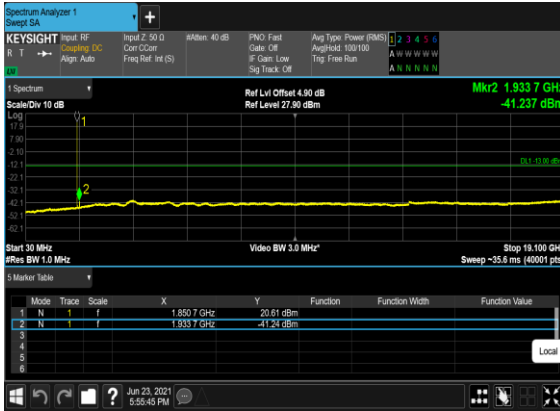 Spectrum Analyzer 1
Swept SA
+
KEYSIGHT Input: RF Input Z: 50 Ω #Atten: 40 dB PNO: Fast Avg Type: Power (RMS) 1 2 3 4 5 6
R T Coupling: DC Corr CCorr Gate: Off Avg|Hold: 100/100 A W W W W W
Align: Auto Freq Ref: Int (S) IF Gain: Low Trig: Free Run
Sig Track: Off A N N N N N
1 Spectrum
Ref Lvl Offset 4.90 dB Mkr2 1.933 7 GHz
Scale/Div 10 dB Ref Level 27.90 dBm -41.237 dBm
Log
1
17.9
7.90
-2.10
-12.1 DL1 -13.00 dBm
-22.1
-32.1 2
-42.1
-52.1
-62.1
Start 30 MHz Video BW 3.0 MHz* Stop 19.100 GH
#Res BW 1.0 MHz Sweep ~35.6 ms (40001 pts
5 Marker Table
Mode Trace Scale X Y Function Function Width Function Value
1 N 1 f 1.850 7 GHz 20.61 dBm
2 N 1 f 1.933 7 GHz -41.24 dBm
3
4
5
6
Local
? Jun 23, 2021
5:55:45 PM